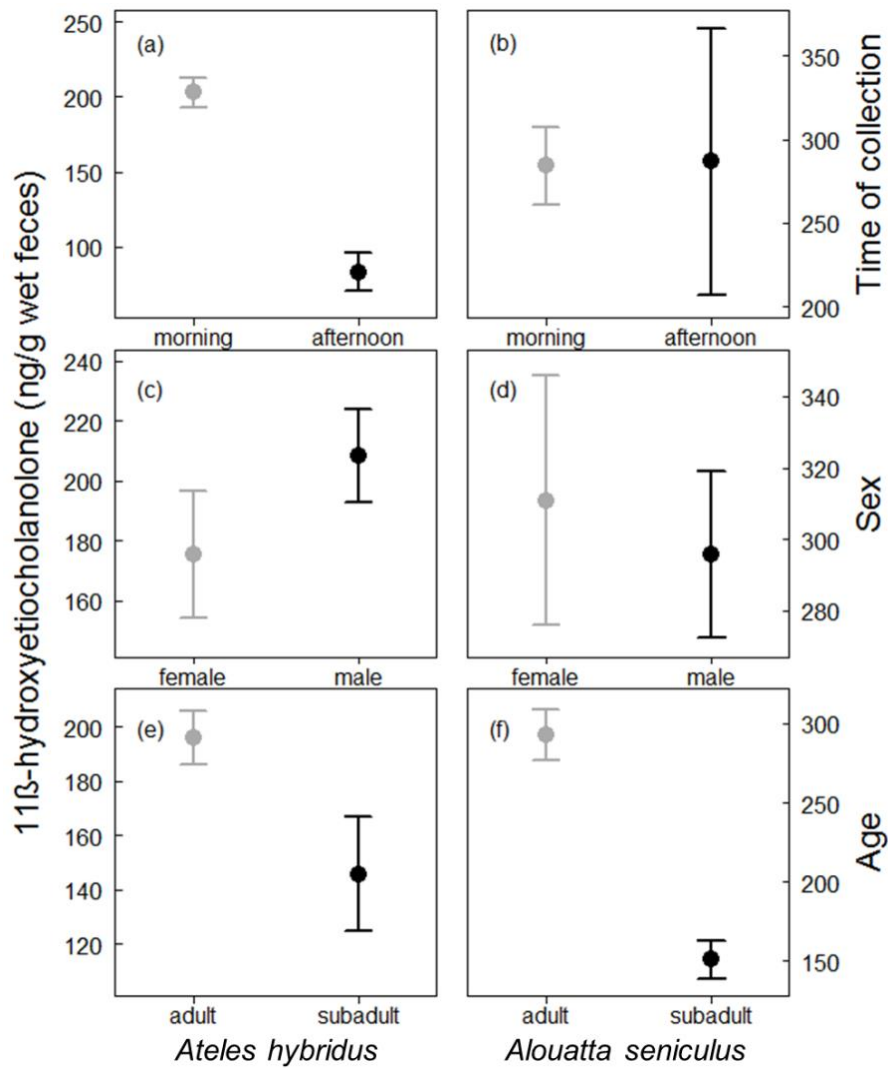 11ß-hydroxyetiocholanolone (ng/g wet feces)
(a)
250
200
150
100
morning afternoon
(b)
350
300
250
200
morning afternoon
Time of collection
(c)
240
220
200
180
160
female male
(d)
340
320
300
280
female male
Sex
(e)
200
180
160
140
120
adult subadult
Ateles hybridus
(f)
300
250
200
150
adult subadult
Alouatta seniculus
Age